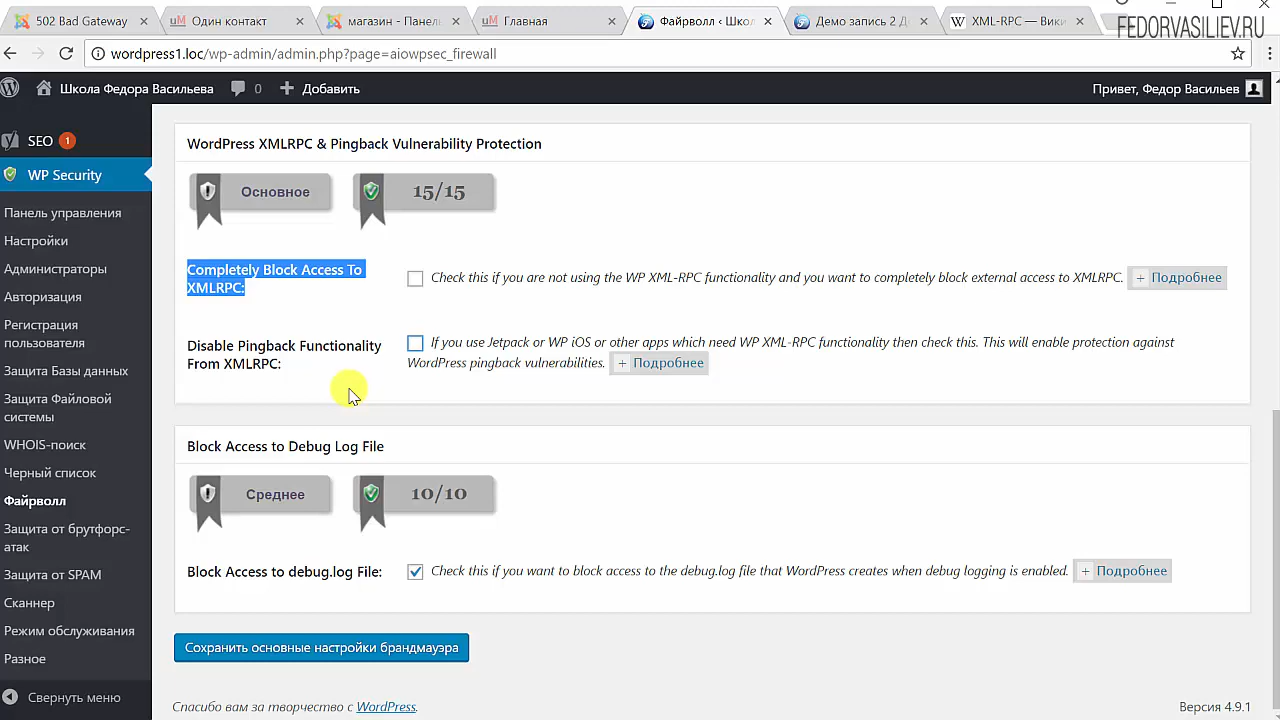 502 Bad Gateway
Один контакт
магазин - Панель
Главная
Файрволл ‹ Шко
Демо запись 2 Д
XML-RPC — Вики
FEDORVASILIEV.RU
wordpress1.loc/wp-admin/admin.php?page=aiowpsec_firewall
Школа Федора Васильева
0
Добавить
Привет, Федор Васильев
SEO 1
WP Security
Панель управления
Настройки
Администраторы
Авторизация
Регистрация
пользователя
Защита Базы данных
Защита Файловой
системы
WHOIS-поиск
Черный список
Файрволл
Защита от брутфорс-
атак
Защита от SPAM
Сканнер
Режим обслуживания
Разное
Свернуть меню
WordPress XMLRPC & Pingback Vulnerability Protection
Основное
15/15
Completely Block Access To
XMLRPC:
Check this if you are not using the WP XML-RPC functionality and you want to completely block external access to XMLRPC.
+ Подробнее
Disable Pingback Functionality
From XMLRPC:
If you use Jetpack or WP iOS or other apps which need WP XML-RPC functionality then check this. This will enable protection against
WordPress pingback vulnerabilities.
+ Подробнее
Block Access to Debug Log File
Среднее
10/10
Block Access to debug.log File:
Check this if you want to block access to the debug.log file that WordPress creates when debug logging is enabled.
+ Подробнее
Сохранить основные настройки брандмауэра
Спасибо вам за творчество с WordPress.
Версия 4.9.1